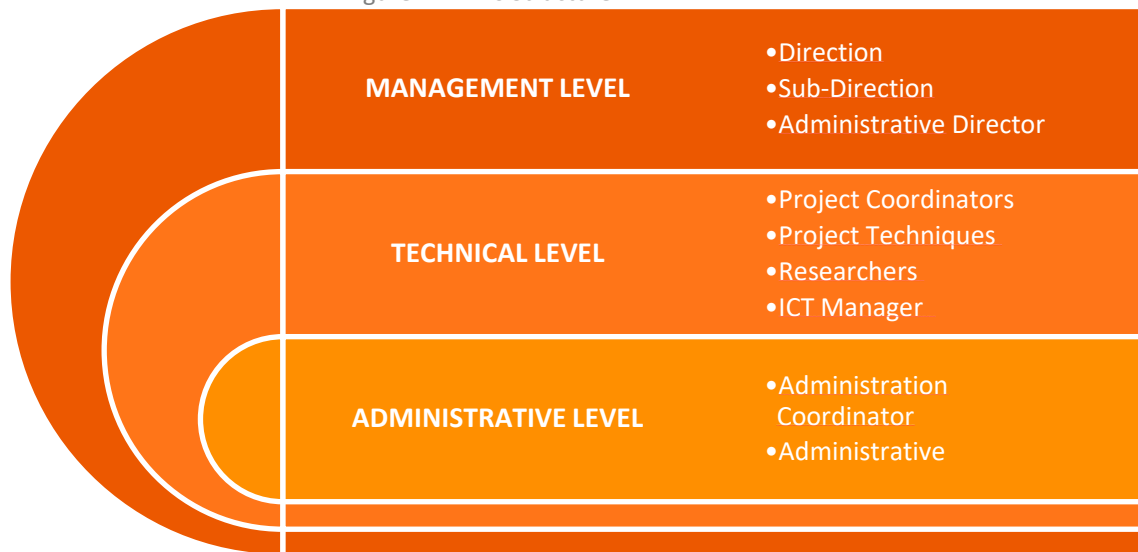 MANAGEMENT LEVEL
•Direction
•Sub-Direction
•Administrative Director
TECHNICAL LEVEL
•Project Coordinators
•Project Techniques
•Researchers
•ICT Manager
ADMINISTRATIVE LEVEL
•Administration
Coordinator
•Administrative